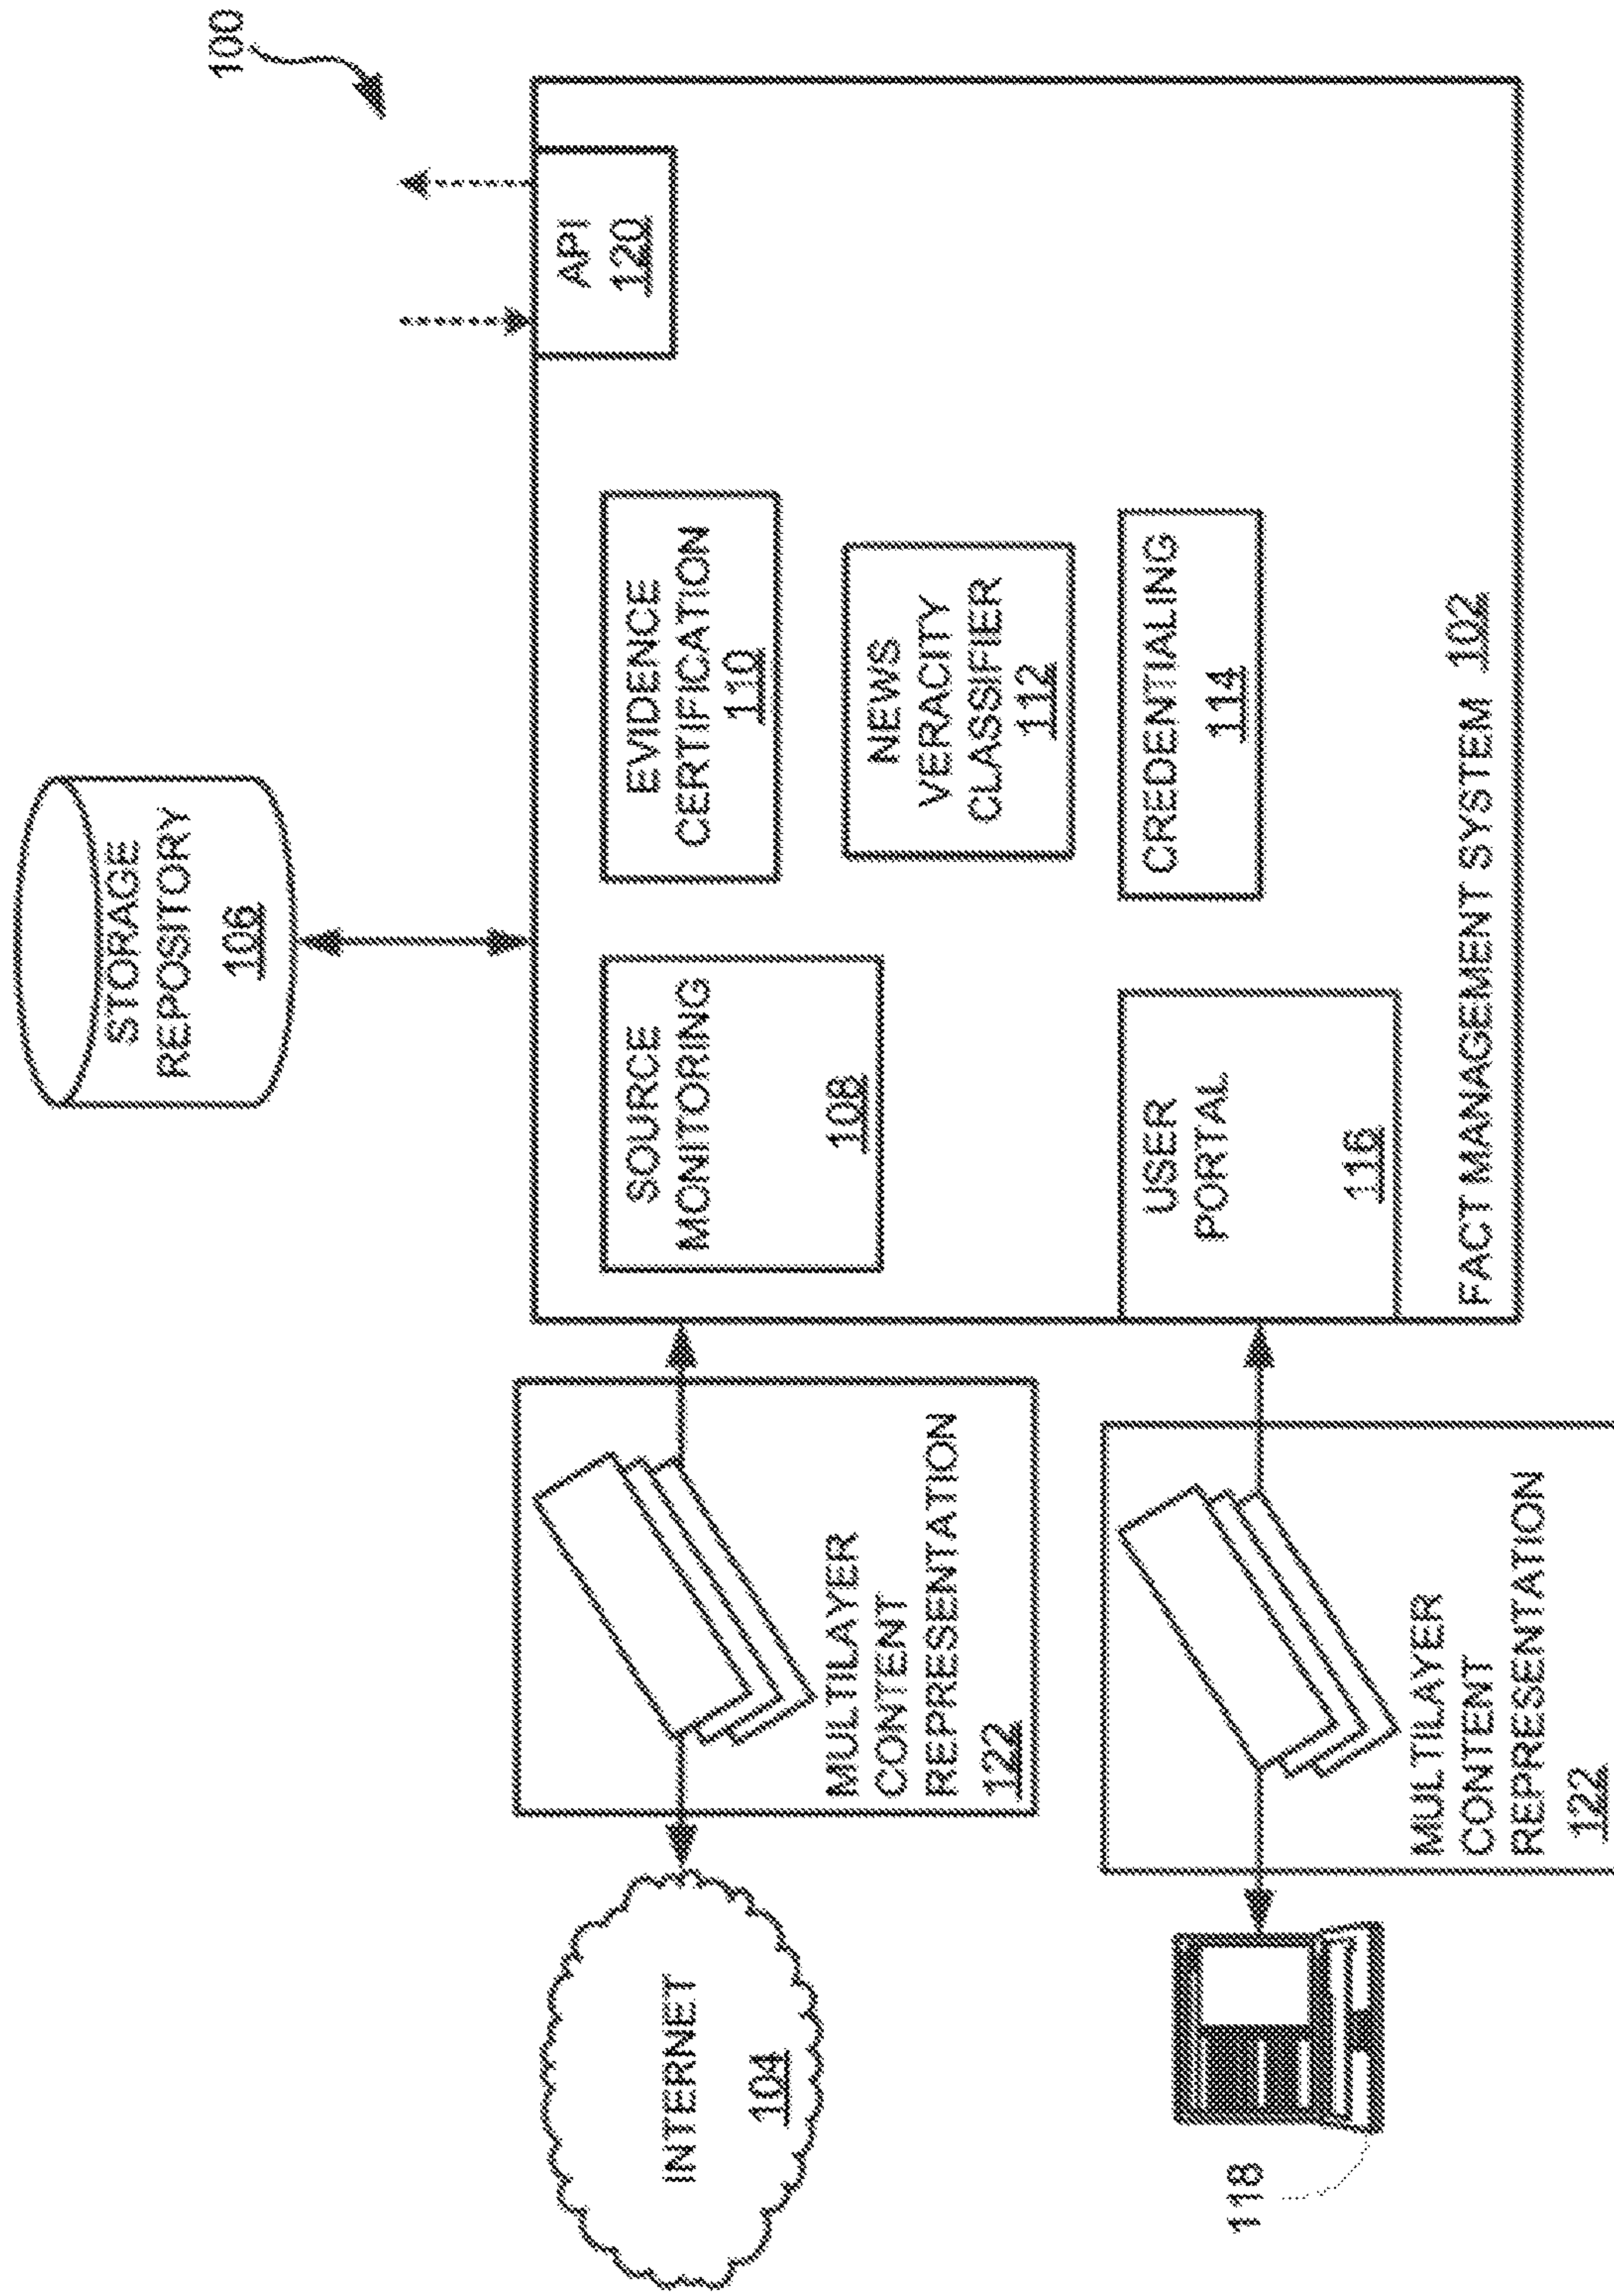 100
STORAGE
REPOSITORY
106
API
120
SOURCE
MONITORING
108
EVIDENCE
CERTIFICATION
110
NEWS
VERACITY
CLASSIFIER
112
CREDENTIALING
114
USER
PORTAL
116
FACT MANAGEMENT SYSTEM 102
INTERNET
104
MULTILAYER
CONTENT
REPRESENTATION
122
118
MULTILAYER
CONTENT
REPRESENTATION
122